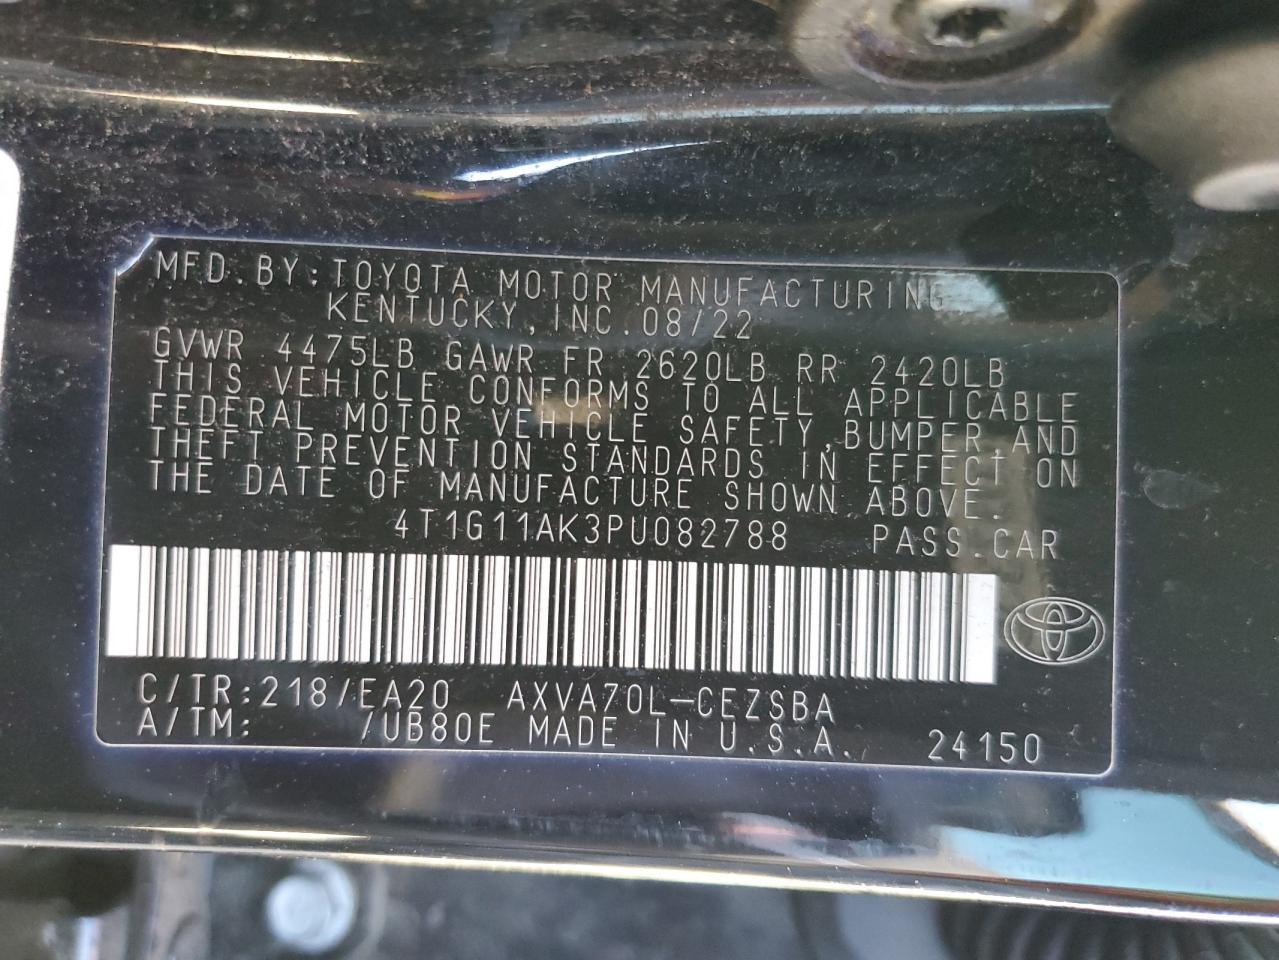 MFD.BY:TOYOTA MOTOR MANUFACTURING
KENTUCKY,INC.08/22
GVWR 4475LB GAWR FR 2620LB RR 2420LB
THIS VEHICLE CONFORMS TO ALL APPLICABLE
FEDERAL MOTOR VEHICLE SAFETY,BUMPER,AND
THEFT PREVENTION STANDARDS IN EFFECT ON
THE DATE OF MANUFACTURE SHOWN ABOVE.
4T1G11AK3PU082788 PASS.CAR
C/TR:218/EA20 AXVA70L-CEZSBA
A/TM: /UB80E MADE IN U.S.A. 24150